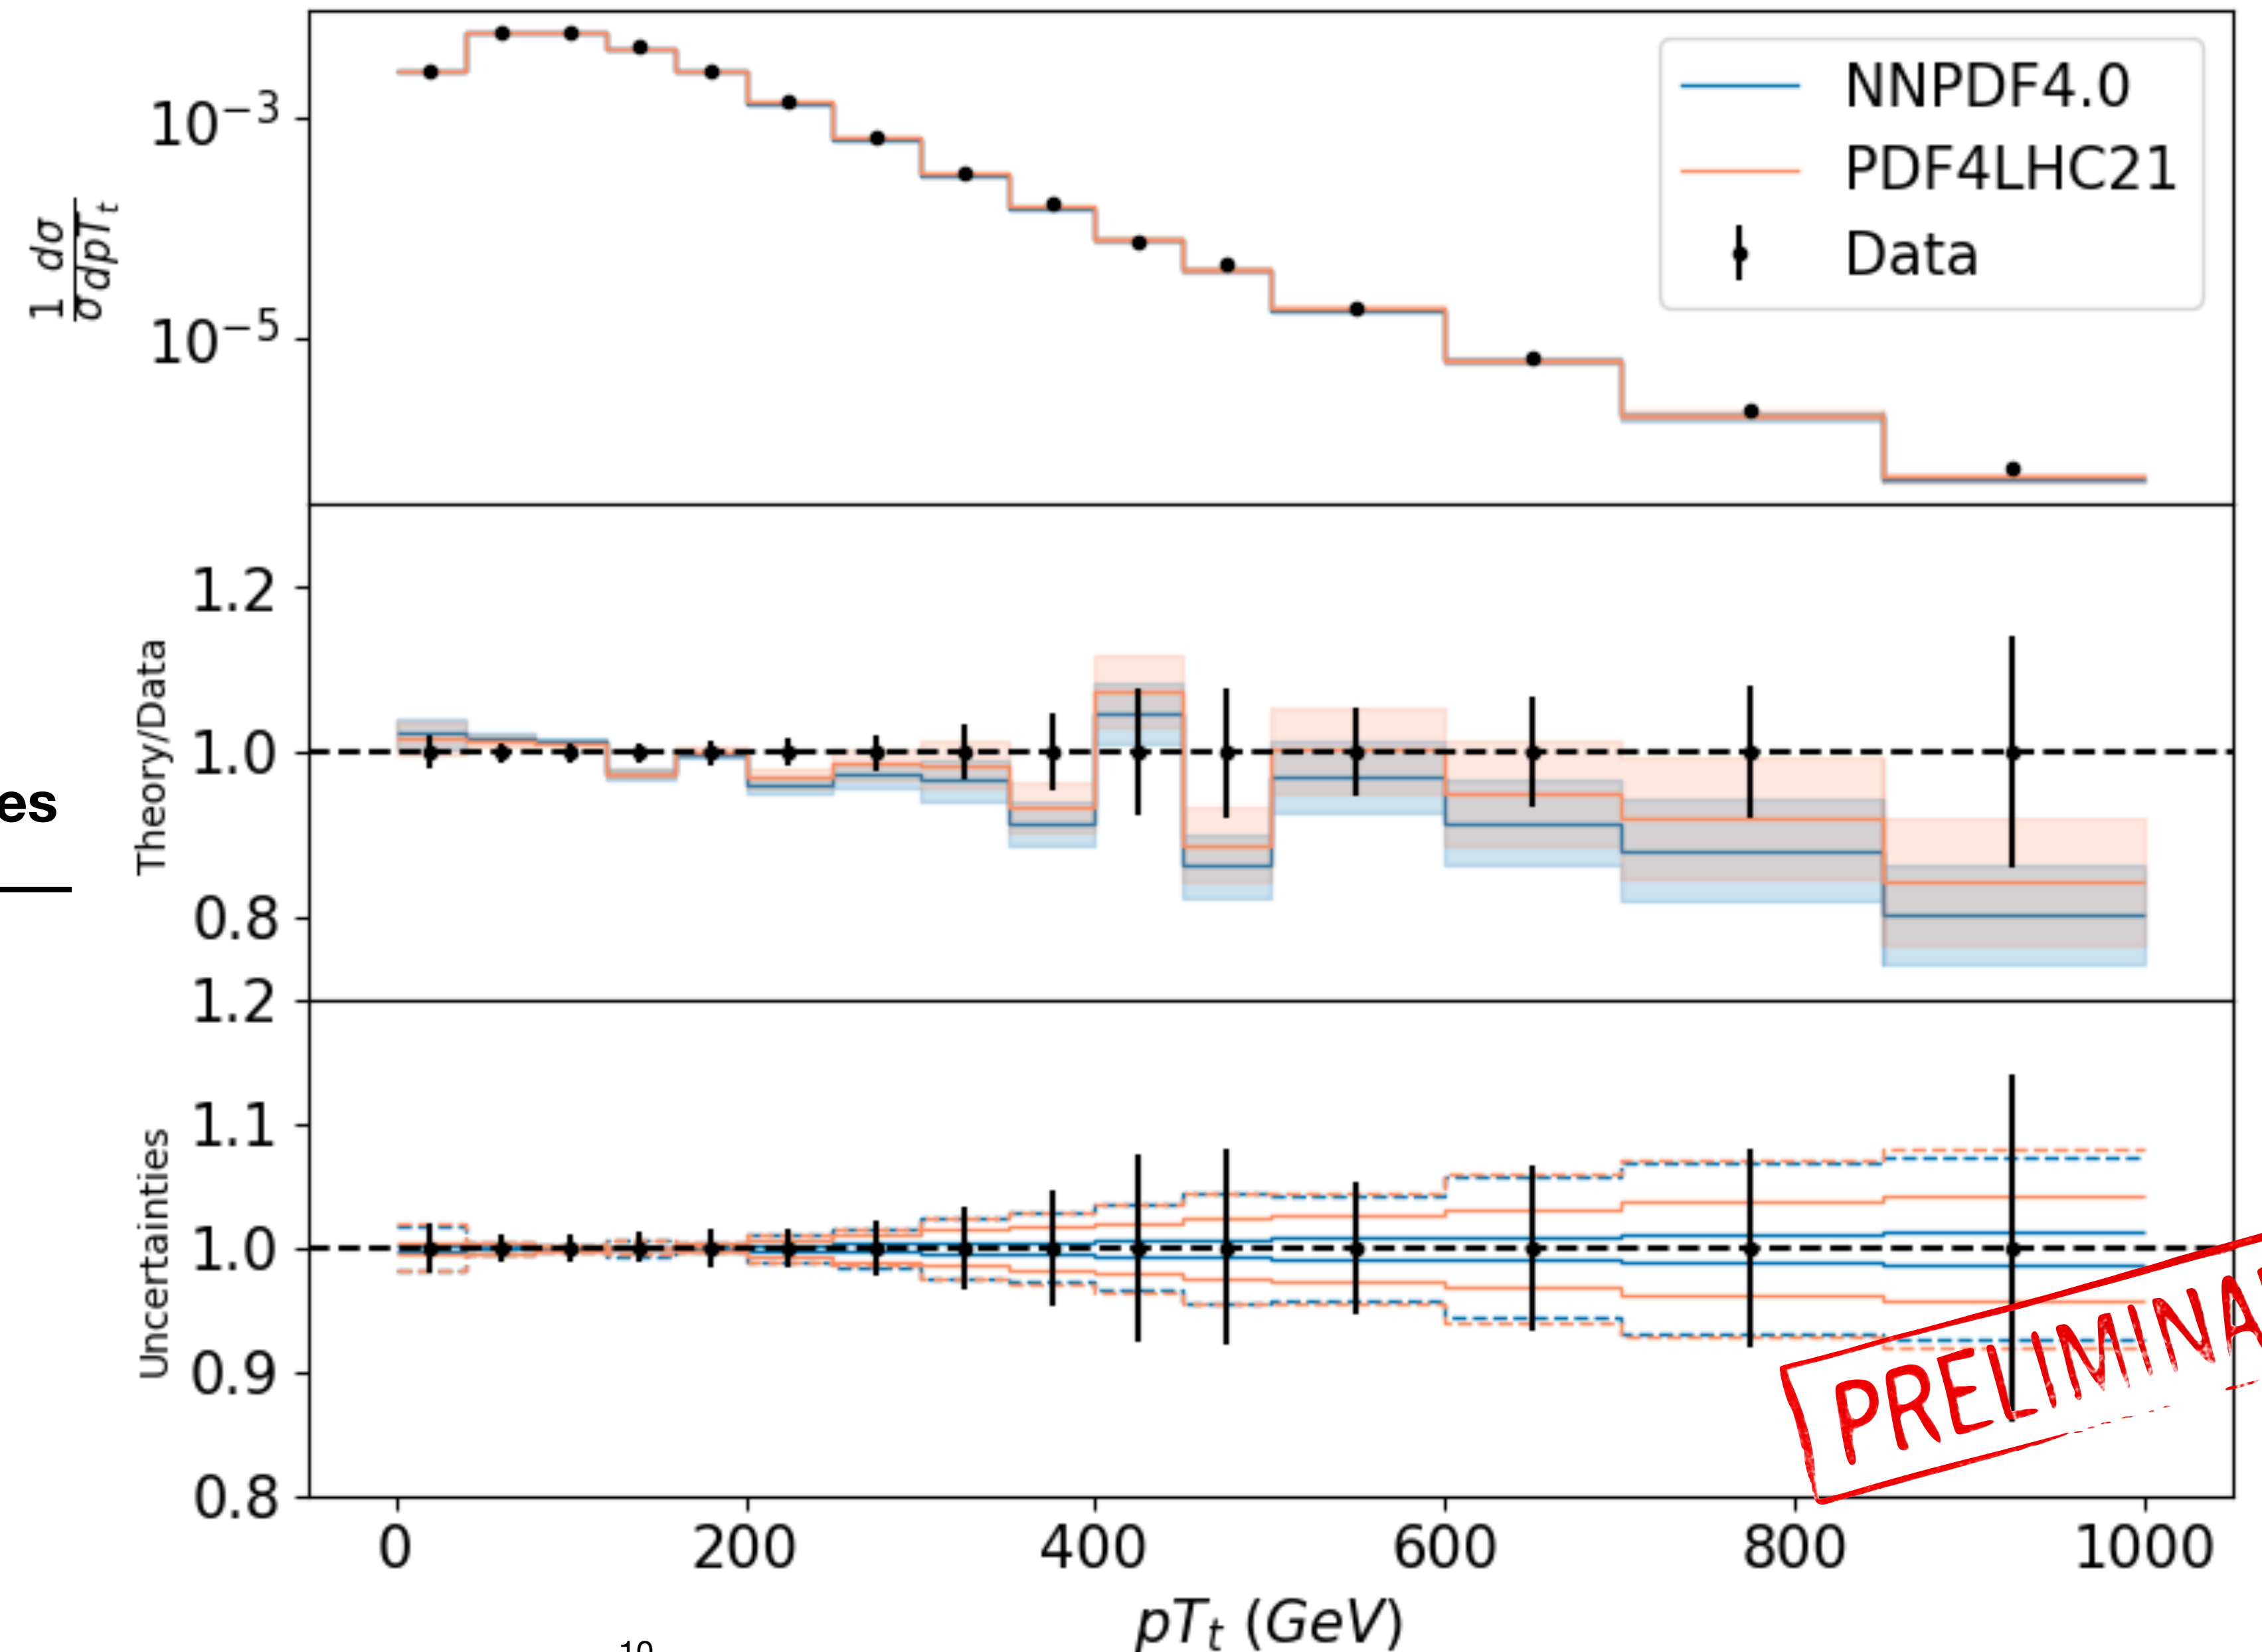 NNPDF4.0
PDF4LHC21
Data
10⁻³
10⁻⁵
1/σ dσ/dpT_t
1.2
1.0
0.8
Theory/Data
es
1.2
1.1
1.0
0.9
0.8
Uncertainties
PRELIMINA
0 200 400 600 800 1000
pT_t (GeV)
10